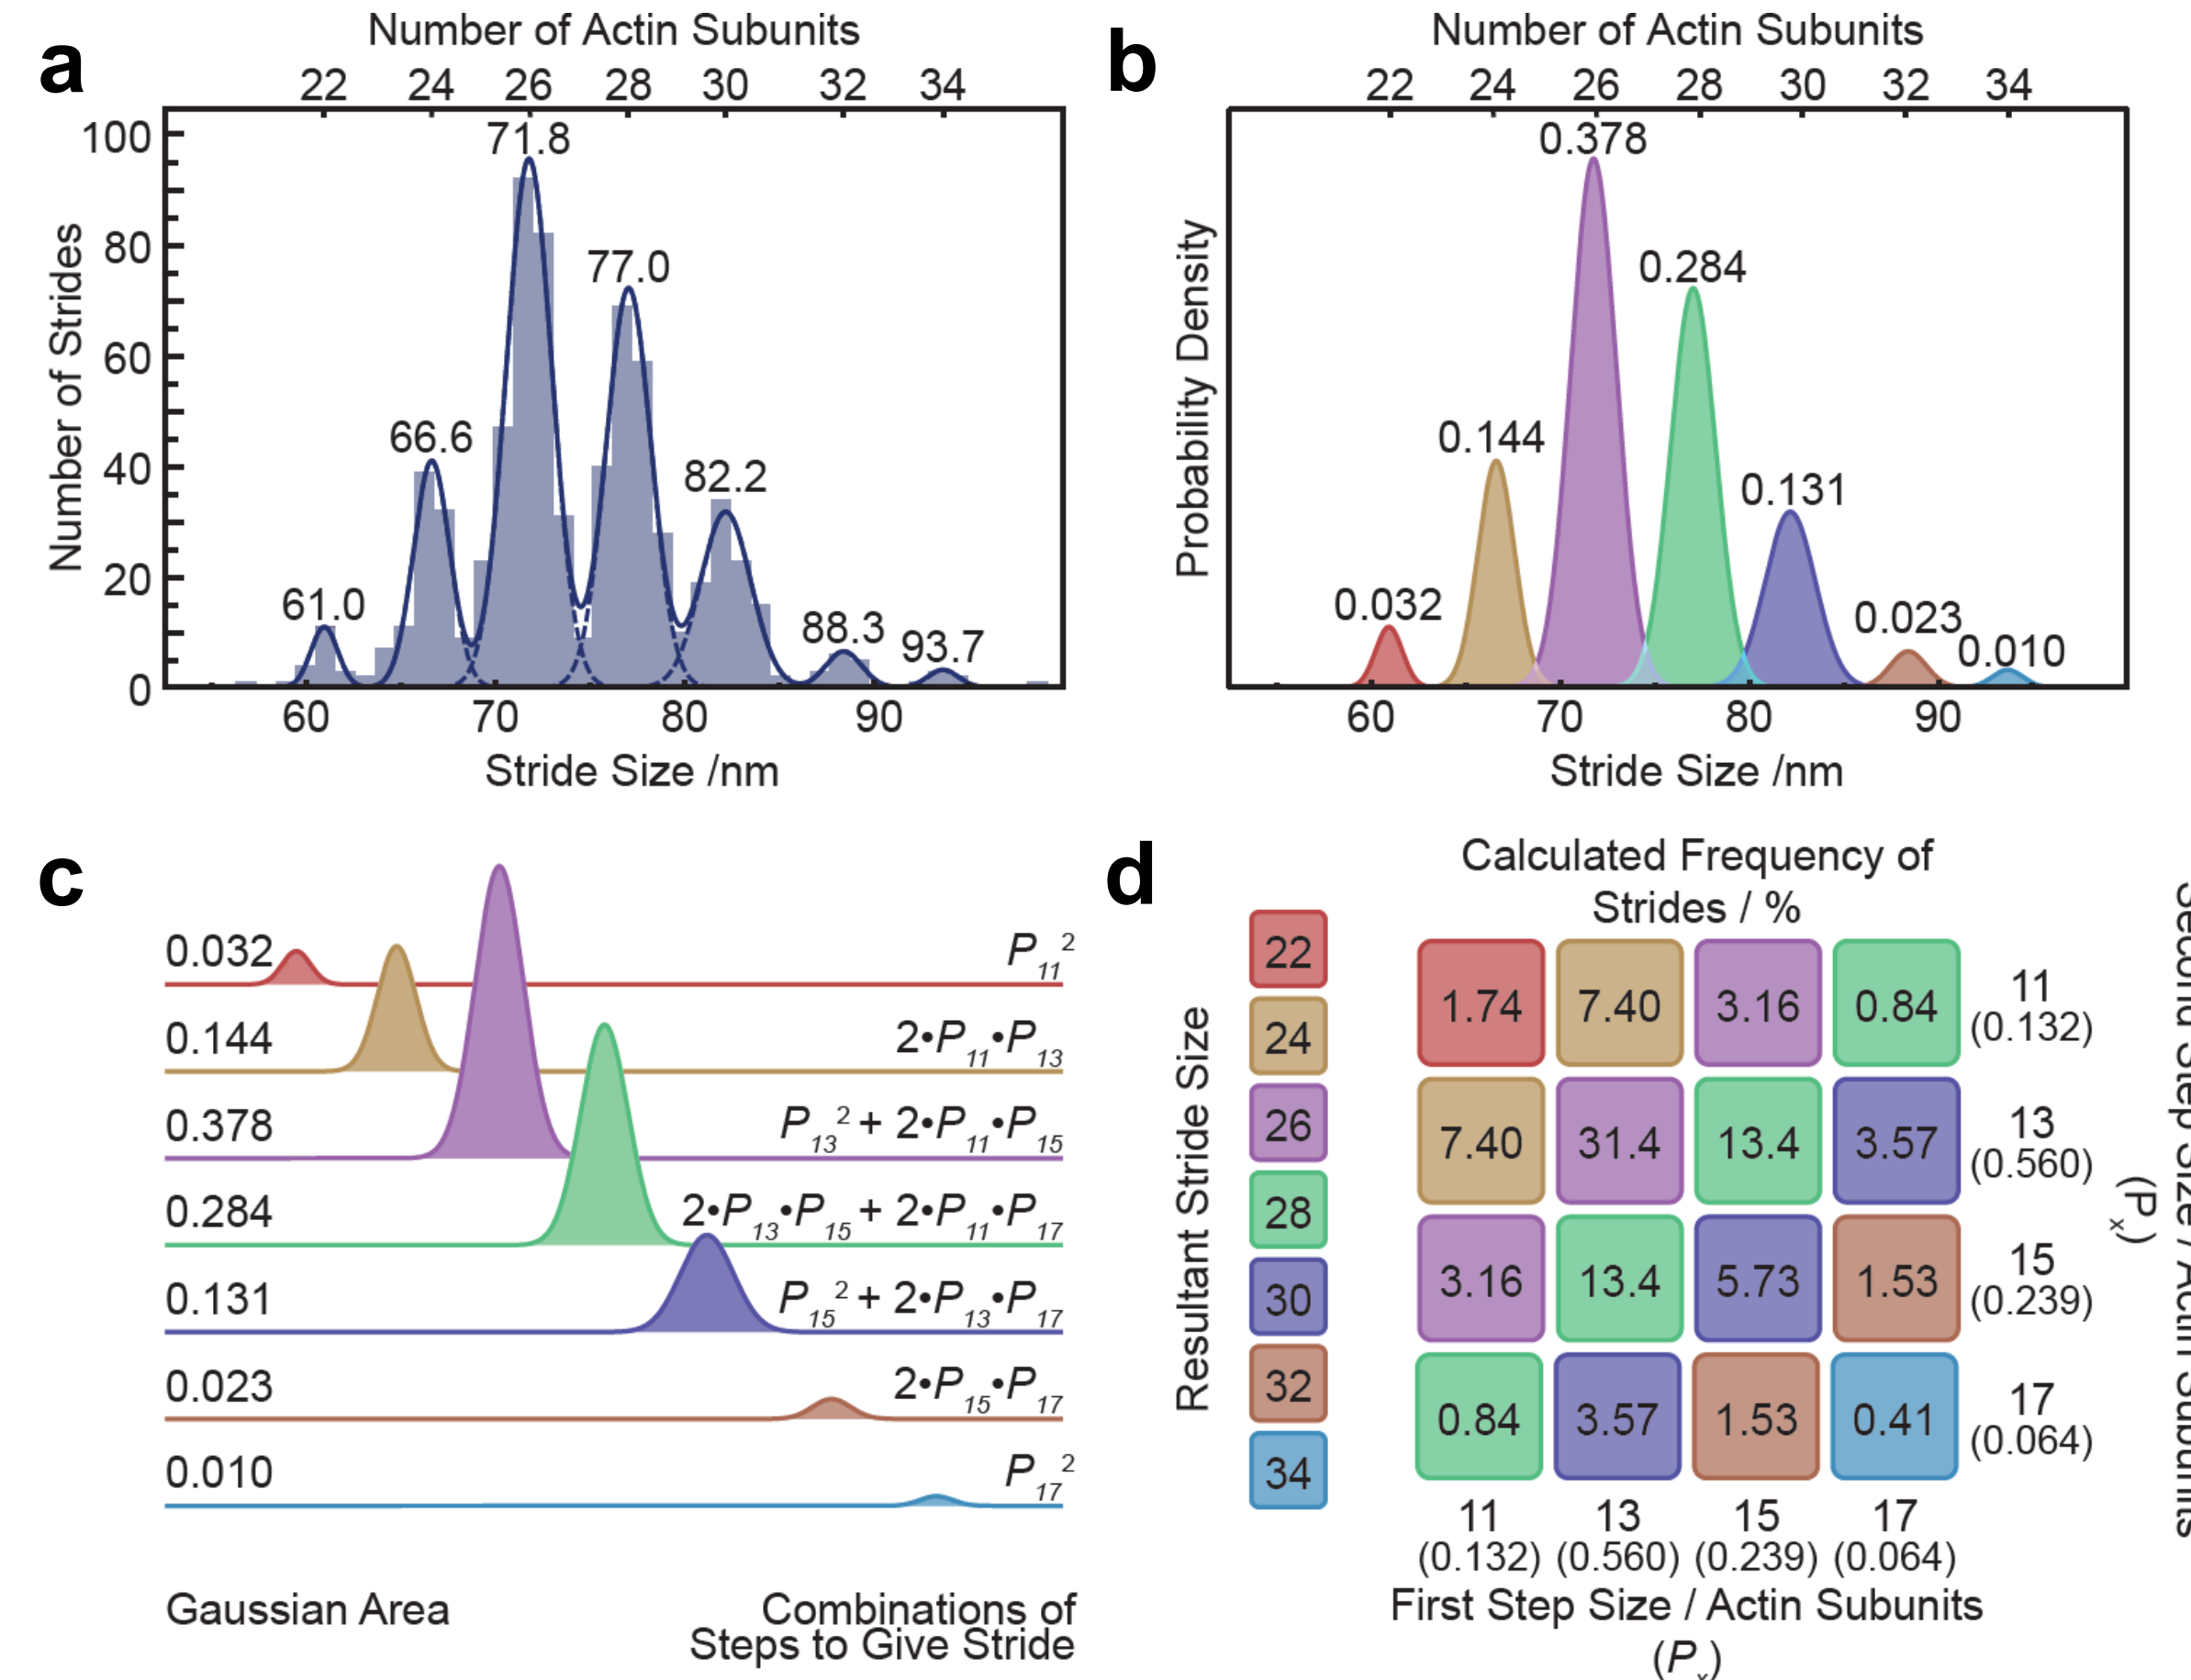 a
Number of Actin Subunits
22 24 26 28 30 32 34
Number of Strides
100
80
60
40
20
0
61.0
66.6
71.8
77.0
82.2
88.3
93.7
60 70 80 90
Stride Size /nm
b
Number of Actin Subunits
22 24 26 28 30 32 34
Probability Density
0.032
0.144
0.378
0.284
0.131
0.023
0.010
60 70 80 90
Stride Size /nm
c
0.032 P₁₁²
0.144 2•P₁₁•P₁₃
0.378 P₁₃² + 2•P₁₁•P₁₅
0.284 2•P₁₃•P₁₅ + 2•P₁₁•P₁₇
0.131 P₁₅² + 2•P₁₃•P₁₇
0.023 2•P₁₅•P₁₇
0.010 P₁₇²
Gaussian Area
Combinations of
Steps to Give Stride
d
Calculated Frequency of
Strides / %
Resultant Stride Size
22
24
26
28
30
32
34
1.74 7.40 3.16 0.84
11
(0.132)
7.40 31.4 13.4 3.57
13
(0.560)
3.16 13.4 5.73 1.53
15
(0.239)
0.84 3.57 1.53 0.41
17
(0.064)
11 13 15 17
(0.132) (0.560) (0.239) (0.064)
First Step Size / Actin Subunits
(Pₓ)
Second Step Size / Actin Subunits
(Pₓ)